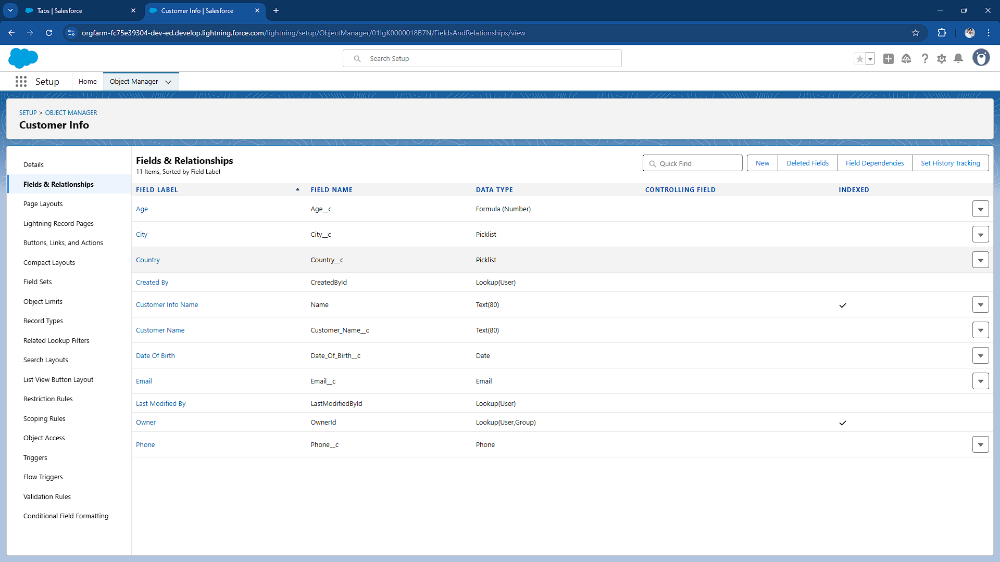 Tabs | Salesforce
Customer Info | Salesforce
orgfarm-fc75e39304-dev-ed.develop.lightning.force.com/lightning/setup/ObjectManager/01IgK0000018B7N/FieldsAndRelationships/view
Search Setup
Setup
Home
Object Manager
SETUP > OBJECT MANAGER
Customer Info
Details
Fields & Relationships
Page Layouts
Lightning Record Pages
Buttons, Links, and Actions
Compact Layouts
Field Sets
Object Limits
Record Types
Related Lookup Filters
Search Layouts
List View Button Layout
Restriction Rules
Scoping Rules
Object Access
Triggers
Flow Triggers
Validation Rules
Conditional Field Formatting
Fields & Relationships
11 Items, Sorted by Field Label
Quick Find
New
Deleted Fields
Field Dependencies
Set History Tracking
FIELD LABEL FIELD NAME DATA TYPE CONTROLLING FIELD INDEXED
Age Age__c Formula (Number)
City City__c Picklist
Country Country__c Picklist
Created By CreatedById Lookup(User)
Customer Info Name Name Text(80)
Customer Name Customer_Name__c Text(80)
Date Of Birth Date_Of_Birth__c Date
Email Email__c Email
Last Modified By LastModifiedById Lookup(User)
Owner OwnerId Lookup(User,Group)
Phone Phone__c Phone